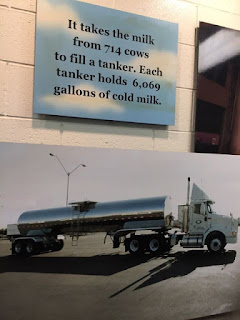 It takes the milk
from 714 cows
to fill a tanker. Each
tanker holds 6,069
gallons of cold milk.